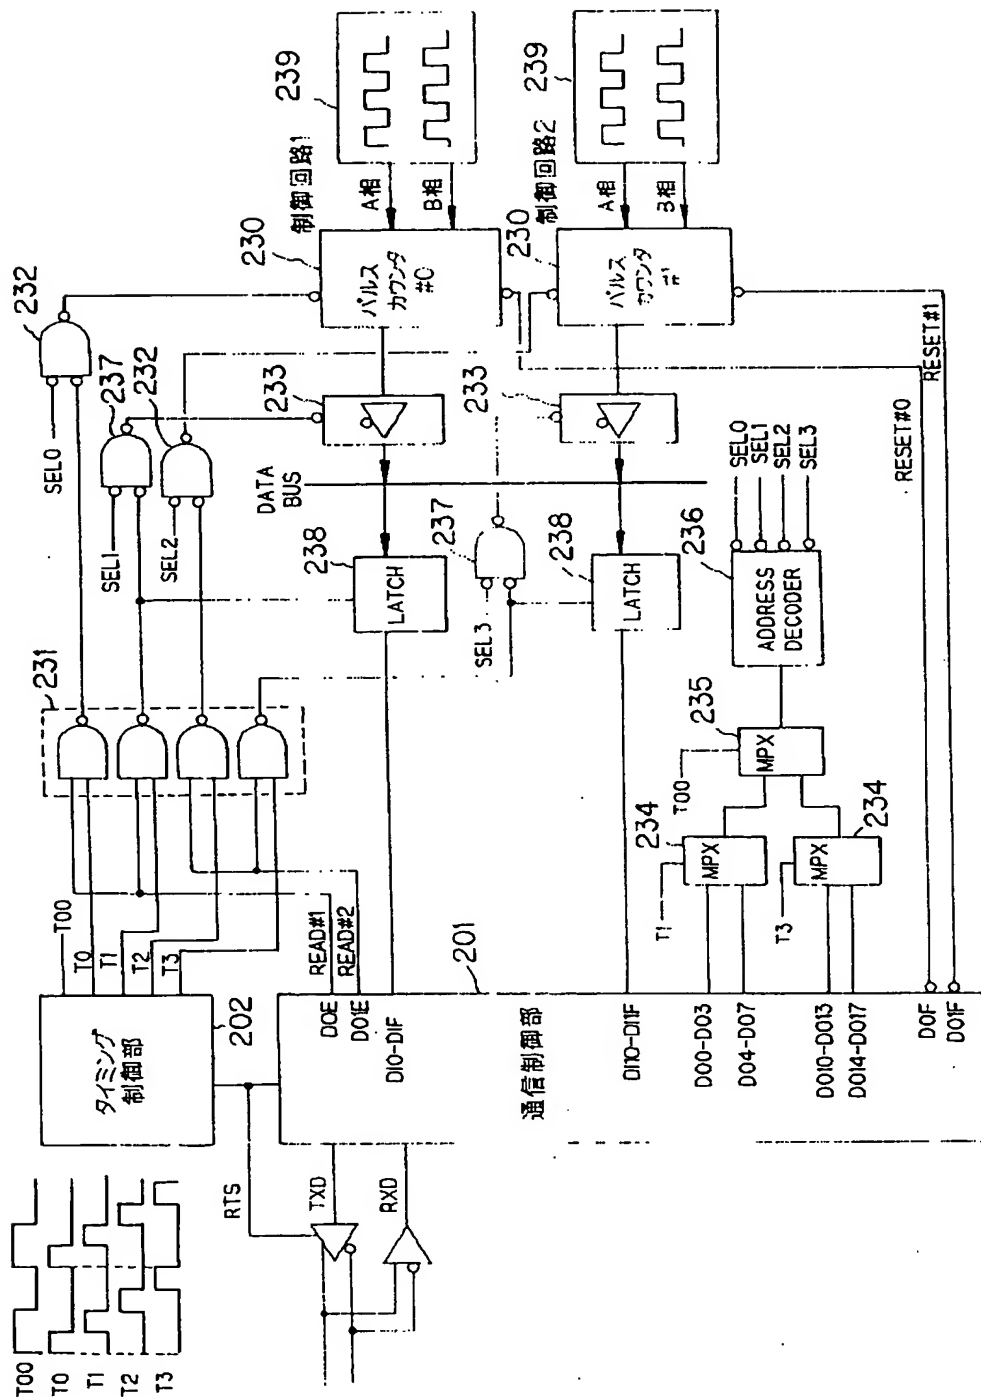 T00
T0
T1
T2
T3
タイミング
制御部
202
T00
T0
T1
T2
T3
231
SEL0
232
SEL1
237
SEL2
232
RTS
TXD
RXD
通信制御部
201
READ#1
READ#2
D0E
D01E
DI0-DI1F
DI10-DI11F
D00-D03
D04-D07
D010-D013
D014-D017
D0F
D01F
DATA
BUS
238
LATCH
233
230
パルス
カウンタ
#0
制御回路1
A相
B相
239
SEL3
237
238
LATCH
233
230
パルス
カウンタ
制御回路2
A相
B相
239
T1
234
MPX
T3
234
MPX
T00
235
MPX
236
ADDRESS
DECODER
SEL0
SEL1
SEL2
SEL3
RESET#0
RESET#1